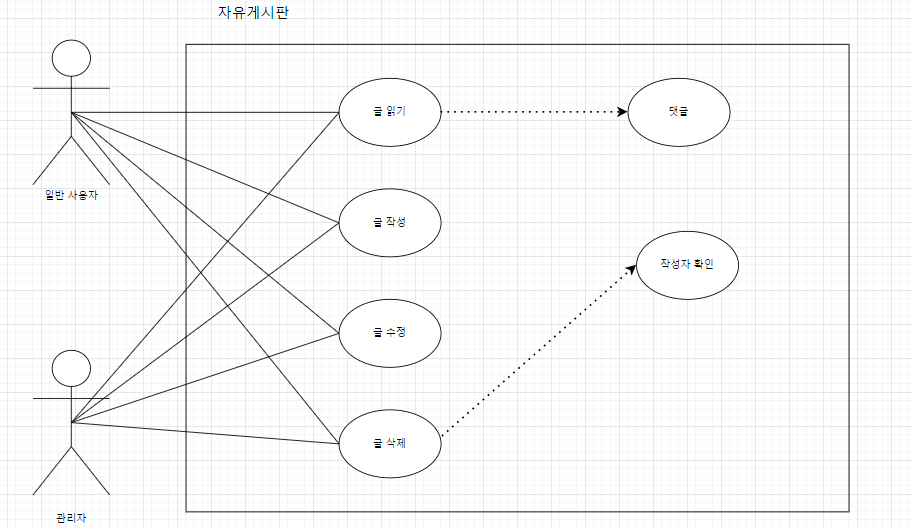 자유게시판
글 읽기
댓글
일반 사용자
글 작성
작성자 확인
글 수정
글 삭제
관리자